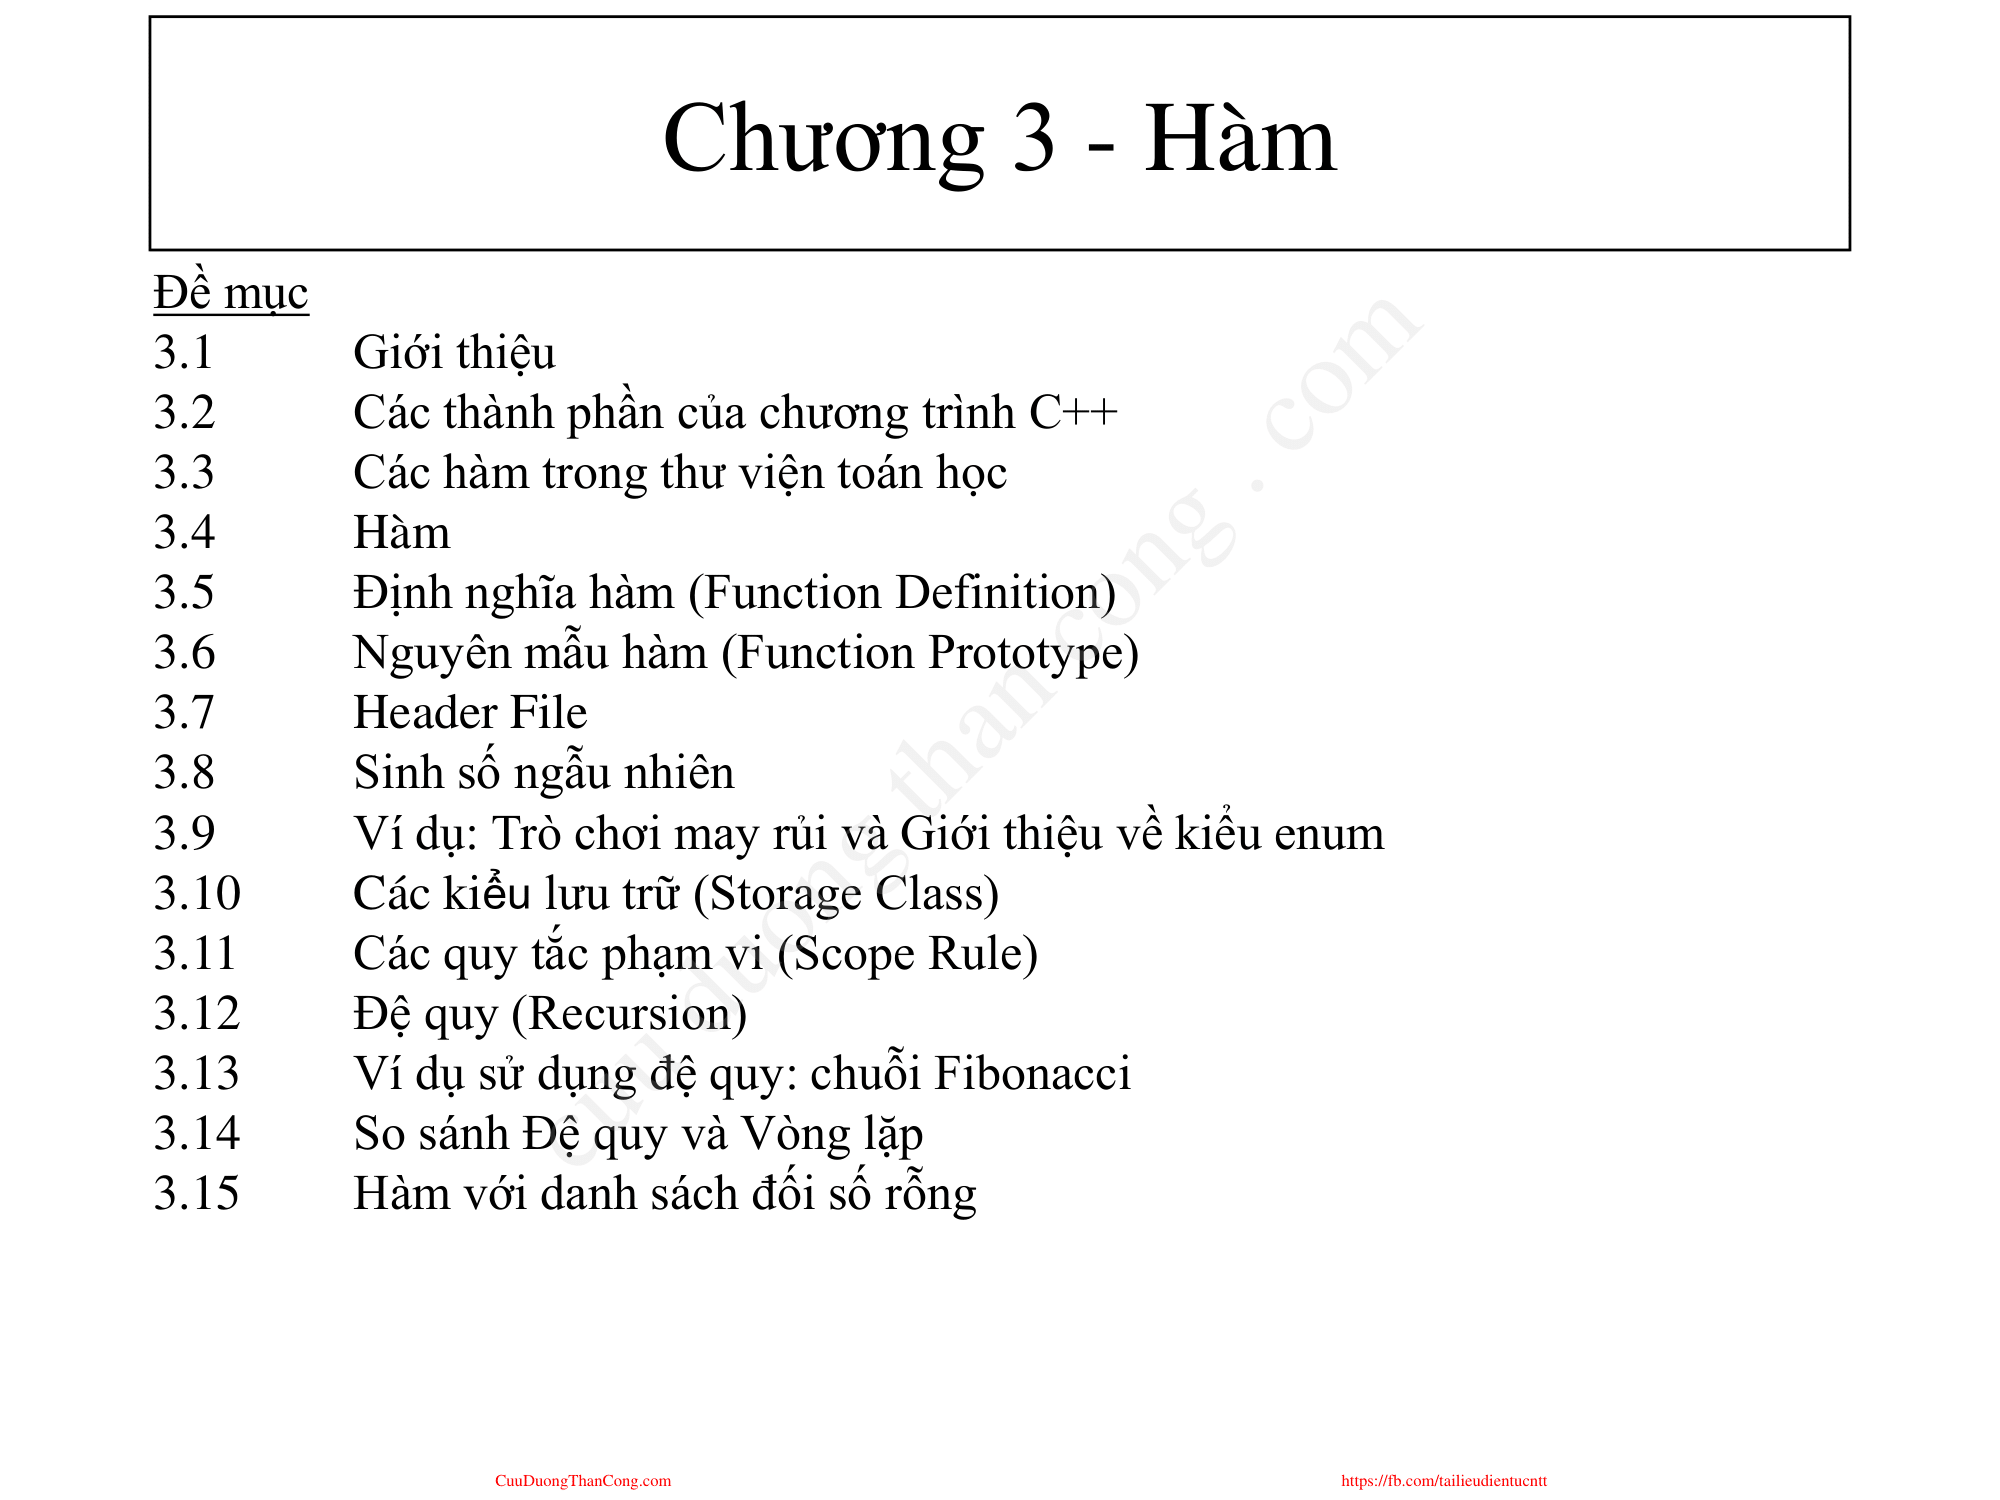 Chương 3 - Hàm
Đề mục
3.1 Giới thiệu
3.2 Các thành phần của chương trình C++
3.3 Các hàm trong thư viện toán học
3.4 Hàm
3.5 Định nghĩa hàm (Function Definition)
3.6 Nguyên mẫu hàm (Function Prototype)
3.7 Header File
3.8 Sinh số ngẫu nhiên
3.9 Ví dụ: Trò chơi may rủi và Giới thiệu về kiểu enum
3.10 Các kiểu lưu trữ (Storage Class)
3.11 Các quy tắc phạm vi (Scope Rule)
3.12 Đệ quy (Recursion)
3.13 Ví dụ sử dụng đệ quy: chuỗi Fibonacci
3.14 So sánh Đệ quy và Vòng lặp
3.15 Hàm với danh sách đối số rỗng
cuu duong than cong . com
CuuDuongThanCong.com
https://fb.com/tailieudientucntt